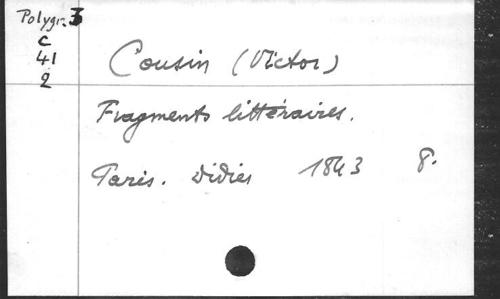 Polygr. 3
C
41
2
Cousin (Victor)
Fragments littéraires.
Paris. Didier 1843 8.